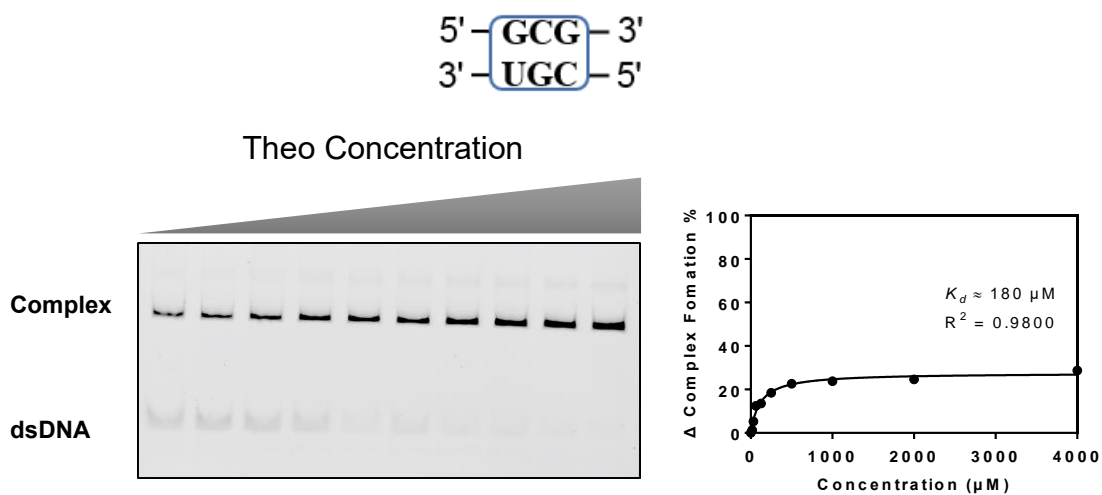 5' GCG 3'
3' UGC 5'
Theo Concentration
Complex
dsDNA
Δ Complex Fomation %
100
80
60
40
20
0
K_d ≈ 180 μM
R² = 0.9800
0 1000 2000 3000 4000
Concentration (μM)